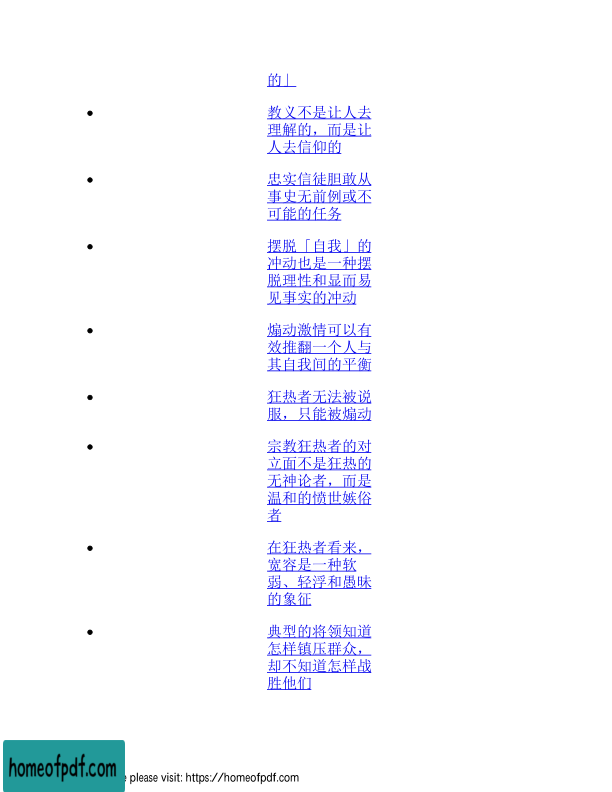 的」
教义不是让人去
理解的，而是让
人去信仰的
忠实信徒胆敢从
事史无前例或不
可能的任务
摆脱「自我」的
冲动也是一种摆
脱理性和显而易
见事实的冲动
煽动激情可以有
效推翻一个人与
其自我间的平衡
狂热者无法被说
服，只能被煽动
宗教狂热者的对
立面不是狂热的
无神论者，而是
温和的愤世嫉俗
者
在狂热者看来，
宽容是一种软
弱、轻浮和愚昧
的象征
典型的将领知道
怎样镇压群众，
却不知道怎样战
胜他们
homeofpdf.com
e please visit: https://homeofpdf.com